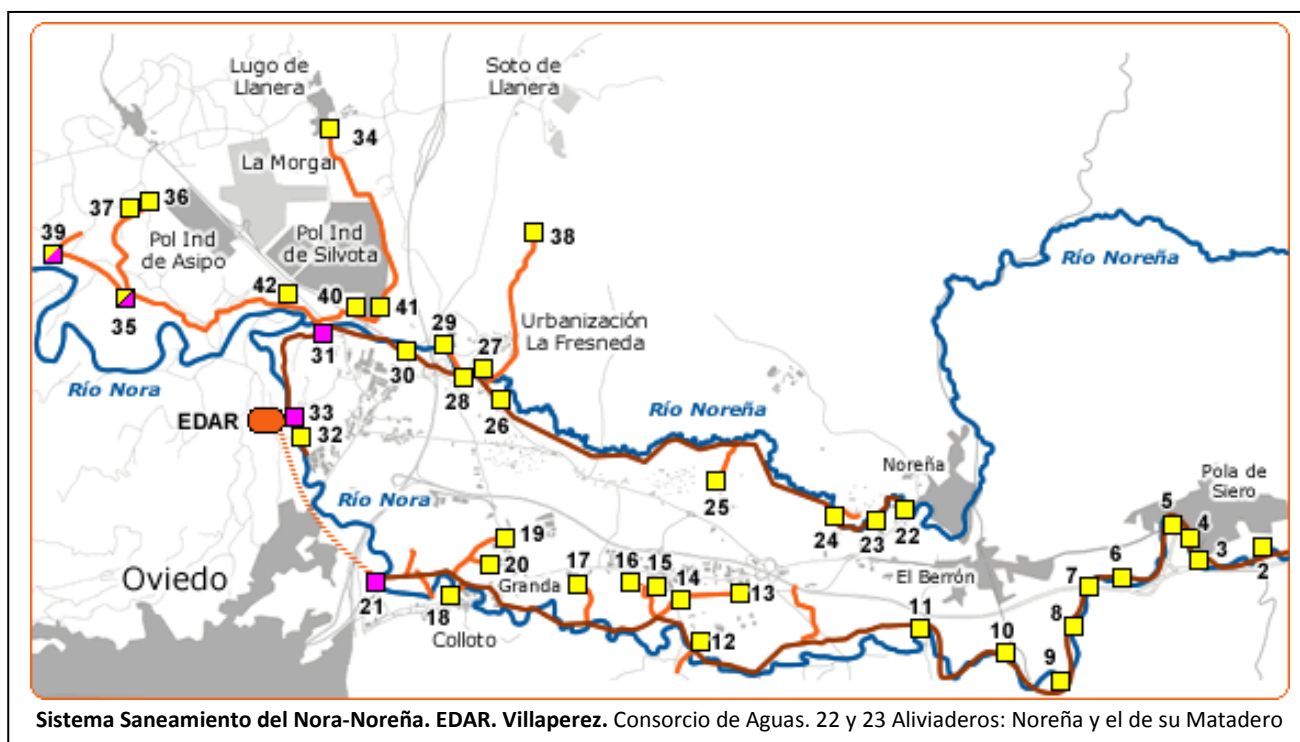 Lugo de
Llanera
Soto de
Llanera
34
La Morgal
37
36
39
Pol Ind
de Asipo
Pol Ind
de Silvota
38
Río Noreña
42
40
41
35
29
Urbanización
La Fresneda
27
31
30
Río Nora
28
26
Río Noreña
EDAR
33
32
Noreña
Pola de
Siero
25
5
4
Río Nora
24
23
22
3
2
19
20
Granda
17
16
15
14
13
El Berrón
7
6
Oviedo
21
18
Colloto
12
11
8
10
9
Sistema Saneamiento del Nora-Noreña. EDAR. Villaperez. Consorcio de Aguas. 22 y 23 Aliviaderos: Noreña y el de su Matadero